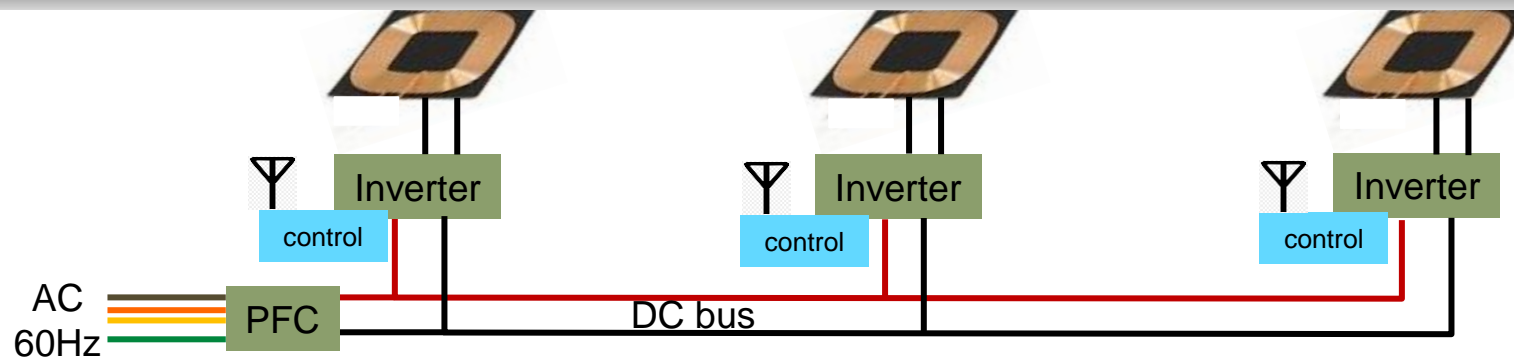 Inverter
Inverter
Inverter
control
control
control
AC
60Hz
PFC
DC bus